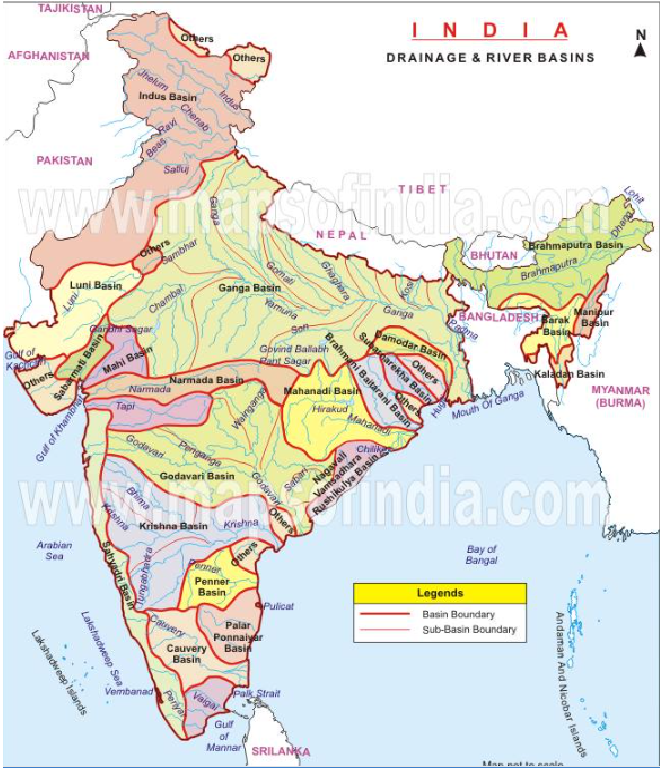 TAJIKISTAN
AFGHANISTAN
PAKISTAN
TIBET
NEPAL
BHUTAN
BANGLADESH
MYANMAR
(BURMA)
SRILANKA
INDIA
DRAINAGE & RIVER BASINS
N
Others
Others
Jhelum
Indus Basin
Indus
Chenab
Ravi
Beas
Satluj
www.mapsofindia.com
Ganga
Others
Sambhar
Luni Basin
Luni
Chambal
Ganga Basin
Gomati
Ghaghara
Kosi
Yamuna
Ganga
Son
Govind Ballabh
Pant Sagar
Lohit
Dhang
Brahmaputra Basin
Brahmaputra
Barak
Basin
Manipur
Basin
Kaladan Basin
Padma
Gandhi Sagar
Mahi Basin
Sabarmati Basin
Others
Gulf of
Gulf of Khambhat
Narmada Basin
Narmada
Tapi
Wainganga
Mahanadi Basin
Hirakud
Mahanadi
Brahmani Baitrani Basin
Subarnarekha Basin
Damodar Basin
Others
Others
Mouth Of Ganga
Chilika
Godavari
Penganga
Godavari Basin
Godavari
Sabari
Nagavali
Vamsadhara
Rushikulya Basin
www.mapsofindia.com
Others
Bhima
Krishna
Krishna Basin
Krishna
Tungabhadra
Sahyadri Basin
Penner
Others
Penner
Basin
Pulicat
Palar
Ponnaiyar
Basin
Cauvery
Cauvery
Basin
Vaigai
Periyar
Vembanad
Palk Strait
Gulf
of
Mannar
Arabian
Sea
Lakshadweep Sea
Lakshadweep Islands
Bay of
Bangal
Andaman And Nicobar Islands
Legends
Basin Boundary
Sub-Basin Boundary
Map not to scale